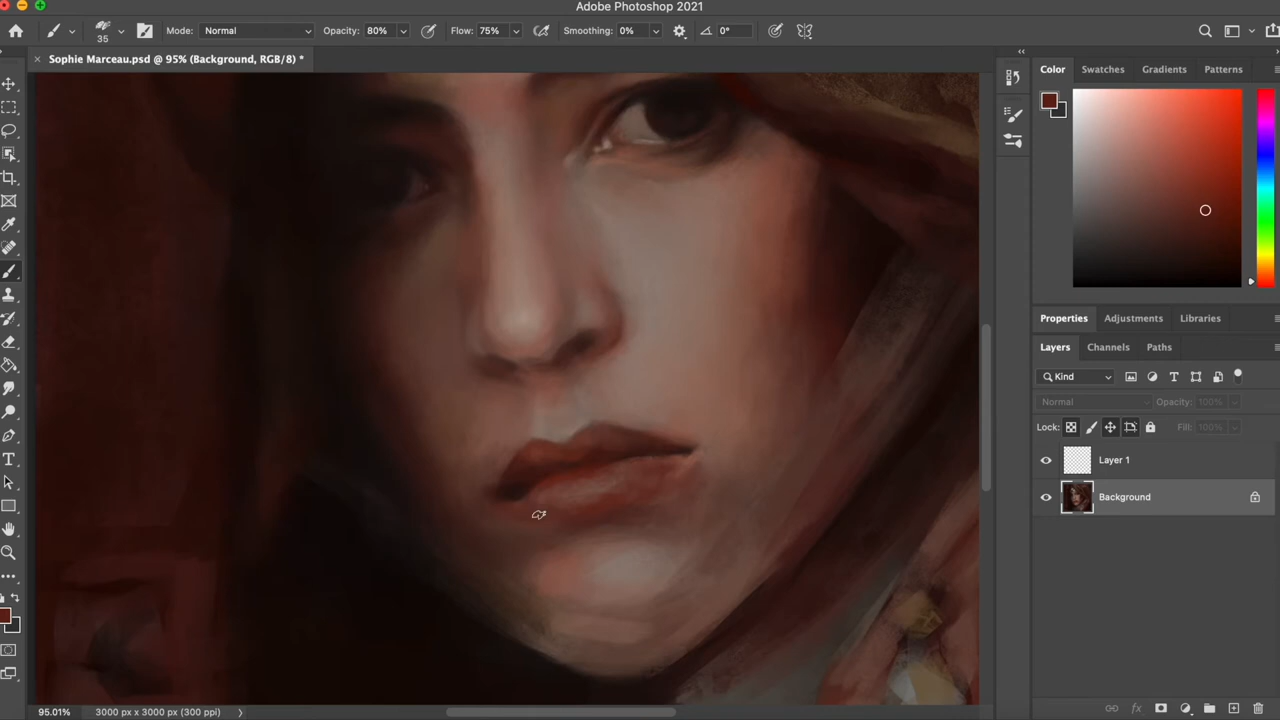 Adobe Photoshop 2021
35
Mode: Normal Opacity: 80% Flow: 75% Smoothing: 0% 0°
Sophie Marceau.psd @ 95% (Background, RGB/8) *
Color Swatches Gradients Patterns
Properties Adjustments Libraries
Layers Channels Paths
Kind
Normal Opacity: 100%
Lock: Fill: 100%
Layer 1
Background
95.01% 3000 px x 3000 px (300 ppi)